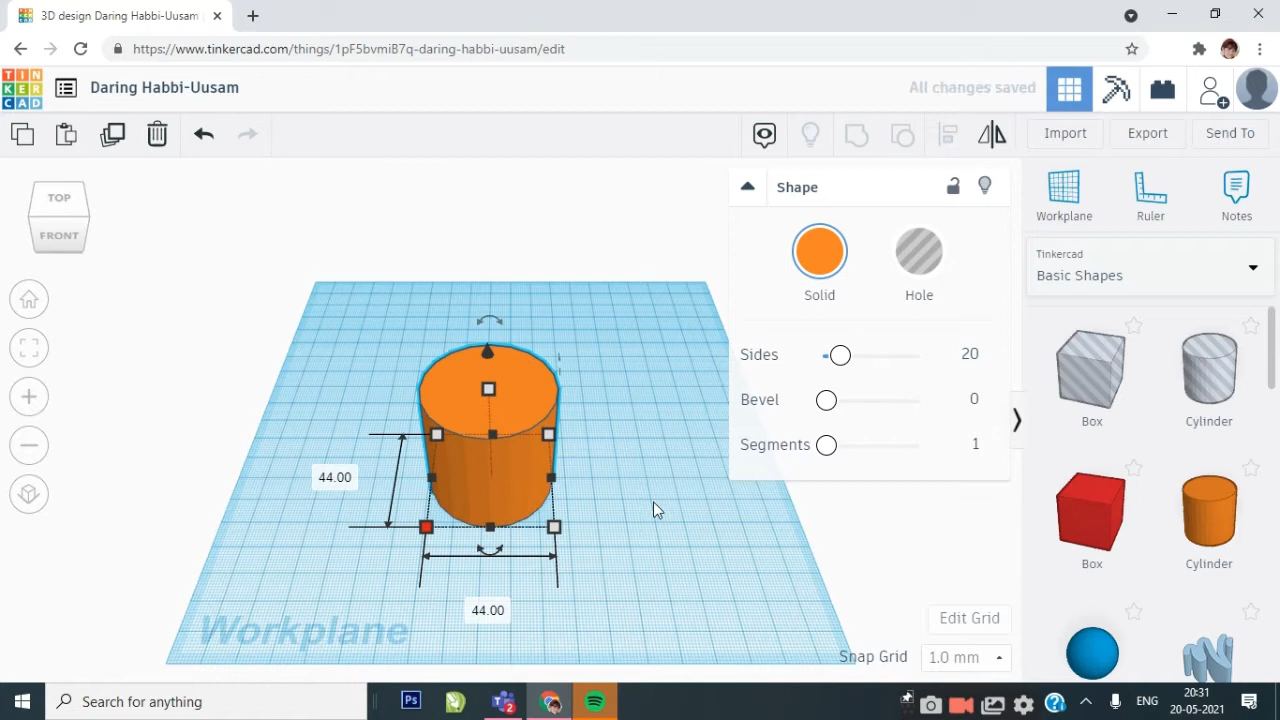 3D design Daring Habbi-Uusam
https://www.tinkercad.com/things/1pF5bvmiB7q-daring-habbi-uusam/edit
TIN
KER
CAD
Daring Habbi-Uusam
All changes saved
Import
Export
Send To
TOP
FRONT
Shape
Solid
Hole
Sides
20
Bevel
0
Segments
1
Workplane
Ruler
Notes
Tinkercad
Basic Shapes
Box
Cylinder
Box
Cylinder
44.00
44.00
Workplane
Edit Grid
Snap Grid
1.0 mm
Search for anything
Ps
2
ENG
20:31
20-05-2021